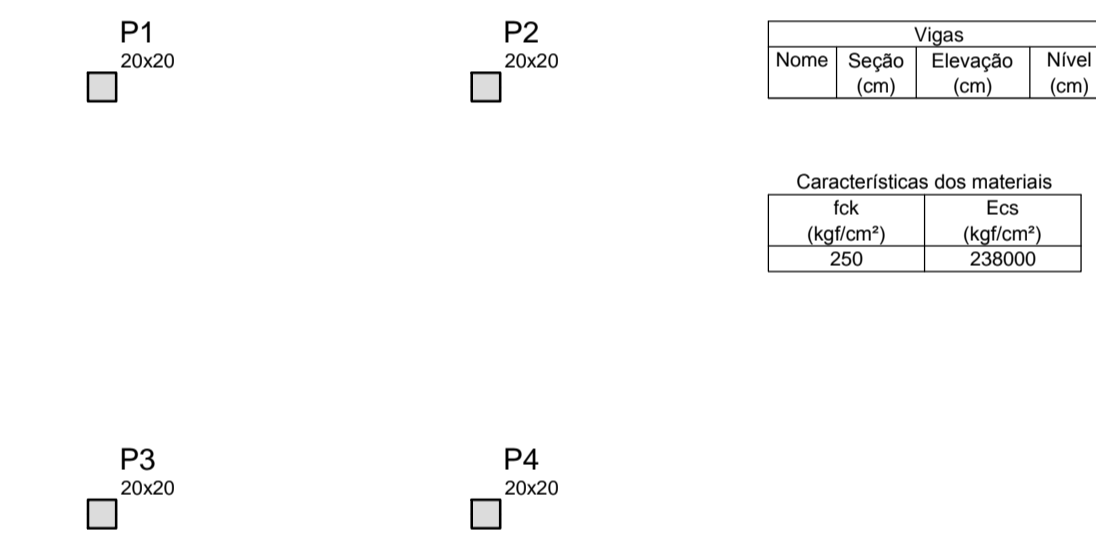 P1
20x20
P2
20x20
Vigas
Nome Seção Elevação Nível
(cm) (cm) (cm)
Características dos materiais
fck Ecs
(kgf/cm²) (kgf/cm²)
250 238000
P3
20x20
P4
20x20